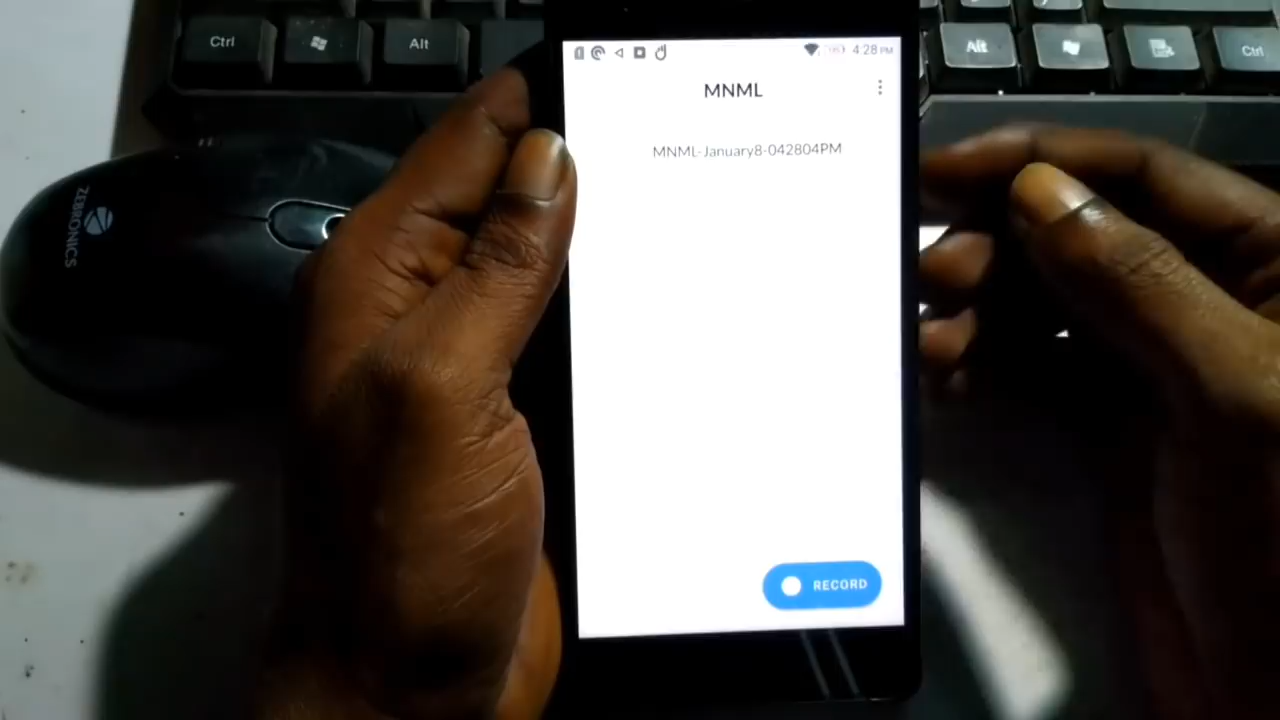 Ctrl
Alt
Alt
Ctrl
4:28 PM
MNML
MNML-January8-042804PM
ZEBRONICS
RECORD